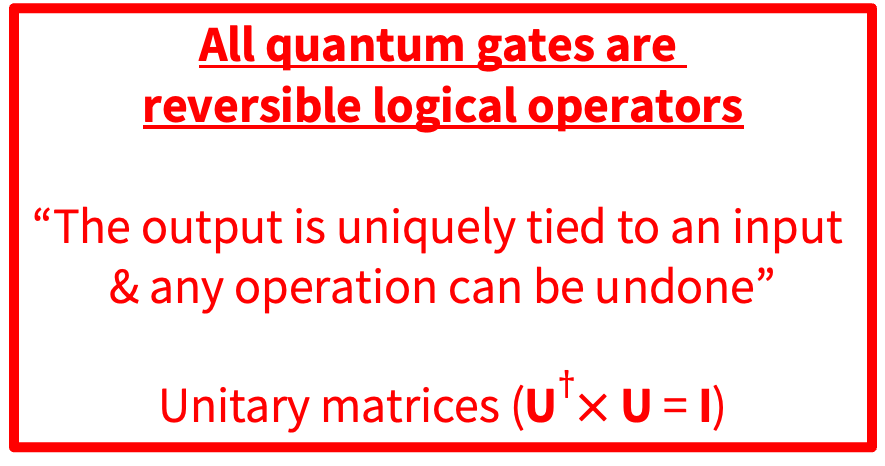 All quantum gates are
reversible logical operators
“The output is uniquely tied to an input
& any operation can be undone”
Unitary matrices (U†× U = I)